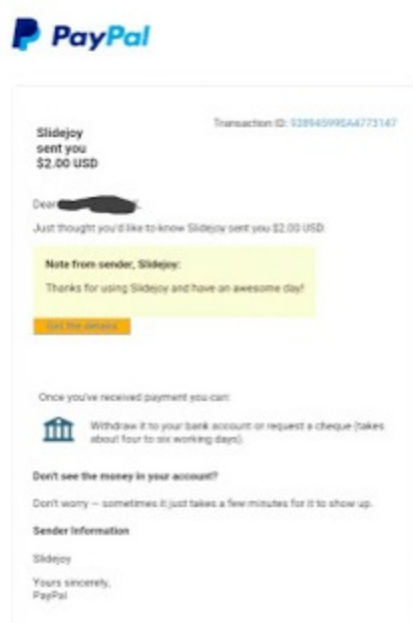 PayPal
Transaction ID: 92894599SA4773147
Slidejoy
sent you
$2.00 USD
Dear
Just thought you'd like to know Slidejoy sent you $2.00 USD.
Note from sender, Slidejoy:
Thanks for using Slidejoy and have an awesome day!
Get the details
Once you've received payment you can:
Withdraw it to your bank account or request a cheque (takes
about four to six working days).
Don't see the money in your account?
Don't worry — sometimes it just takes a few minutes for it to show up.
Sender Information
Slidejoy
Yours sincerely,
PayPal